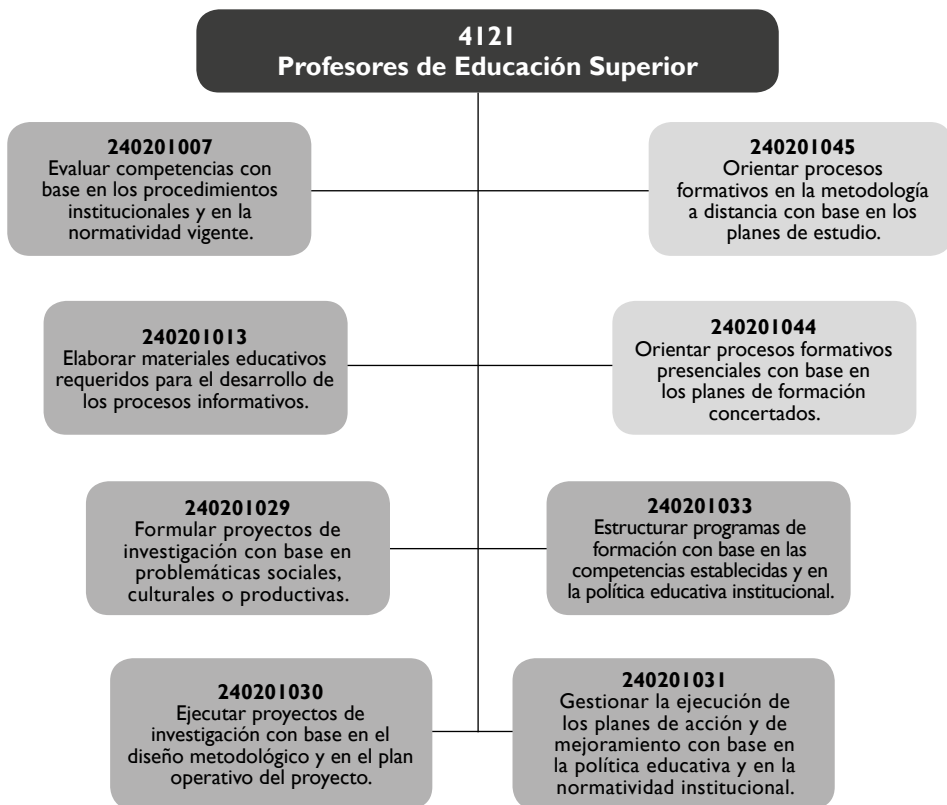 4121
Profesores de Educación Superior
240201007
Evaluar competencias con
base en los procedimientos
institucionales y en la
normatividad vigente.
240201045
Orientar procesos
formativos en la metodología
a distancia con base en los
planes de estudio.
240201013
Elaborar materiales educativos
requeridos para el desarrollo de
los procesos informativos.
240201044
Orientar procesos formativos
presenciales con base en
los planes de formación
concertados.
240201029
Formular proyectos de
investigación con base en
problemáticas sociales,
culturales o productivas.
240201033
Estructurar programas de
formación con base en las
competencias establecidas y en
la política educativa institucional.
240201030
Ejecutar proyectos de
investigación con base en el
diseño metodológico y en el plan
operativo del proyecto.
240201031
Gestionar la ejecución de
los planes de acción y de
mejoramiento con base en
la política educativa y en la
normatividad institucional.